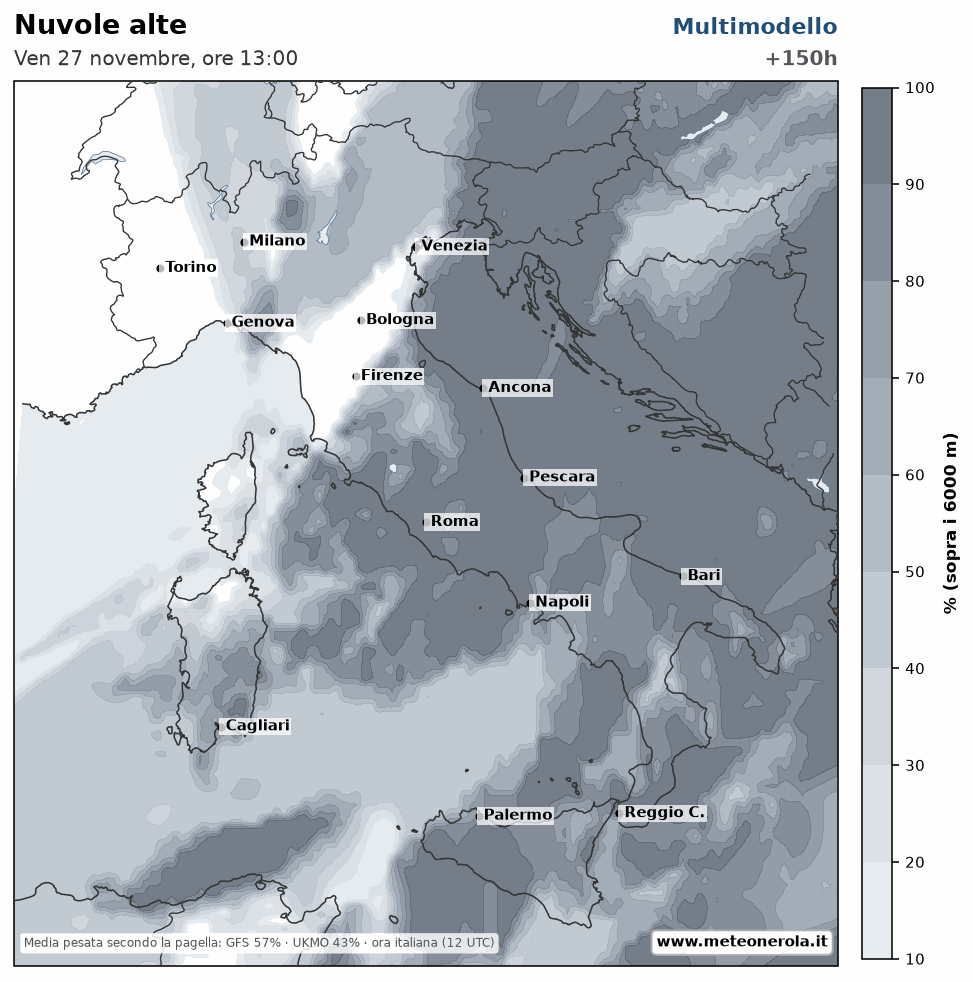 Nuvole alte
Multimodello
Ven 27 novembre, ore 13:00
+150h
Milano
Venezia
Torino
Genova
Bologna
Firenze
Ancona
Pescara
Roma
Bari
Napoli
Cagliari
Palermo
Reggio C.
Media pesata secondo la pagella: GFS 57% · UKMO 43% · ora italiana (12 UTC)
www.meteonerola.it
100
90
80
70
60
50
40
30
20
10
% (sopra i 6000 m)